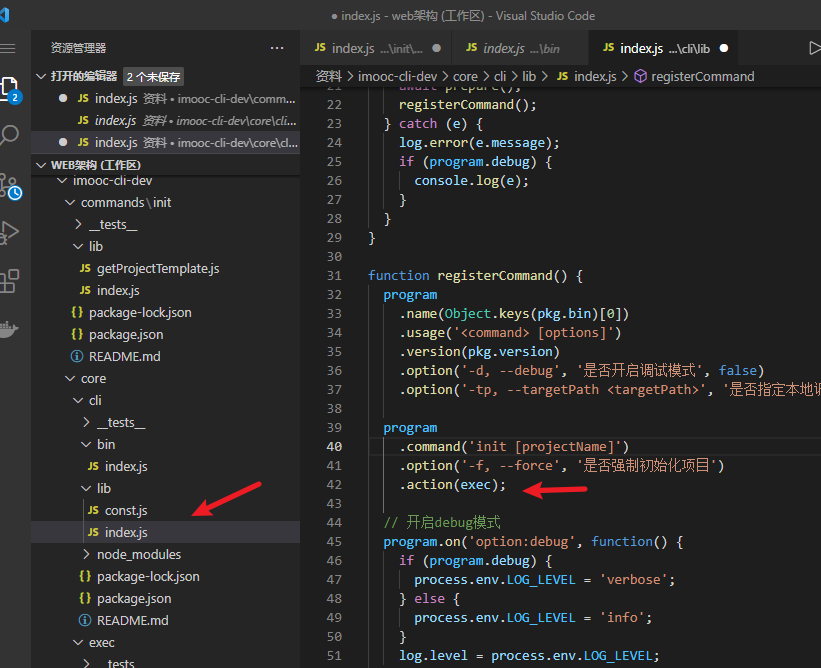 ● index.js - web架构 (工作区) - Visual Studio Code
资源管理器 ...
打开的编辑器 2 个未保存
● JS index.js 资料 • imooc-cli-dev\comm...
JS index.js 资料 • imooc-cli-dev\core\cli...
● JS index.js 资料 • imooc-cli-dev\core\cl...
WEB架构 (工作区)
imooc-cli-dev
commands\init
__tests__
lib
JS getProjectTemplate.js
JS index.js
{} package-lock.json
{} package.json
README.md
core
cli
__tests__
bin
JS index.js
lib
JS const.js
JS index.js
node_modules
{} package-lock.json
{} package.json
README.md
exec
__tests
2
JS index.js ...\init\... ●
JS index.js ...\bin
JS index.js ...\cli\lib ●
资料 > imooc-cli-dev > core > cli > lib > JS index.js > registerCommand
21 await prepare();
22 registerCommand();
23 } catch (e) {
24 log.error(e.message);
25 if (program.debug) {
26 console.log(e);
27 }
28 }
29 }
30
31 function registerCommand() {
32 program
33 .name(Object.keys(pkg.bin)[0])
34 .usage('<command> [options]')
35 .version(pkg.version)
36 .option('-d, --debug', '是否开启调试模式', false)
37 .option('-tp, --targetPath <targetPath>', '是否指定本地调
38
39 program
40 .command('init [projectName]')
41 .option('-f, --force', '是否强制初始化项目')
42 .action(exec);
43
44 // 开启debug模式
45 program.on('option:debug', function() {
46 if (program.debug) {
47 process.env.LOG_LEVEL = 'verbose';
48 } else {
49 process.env.LOG_LEVEL = 'info';
50 }
51 log.level = process.env.LOG_LEVEL;